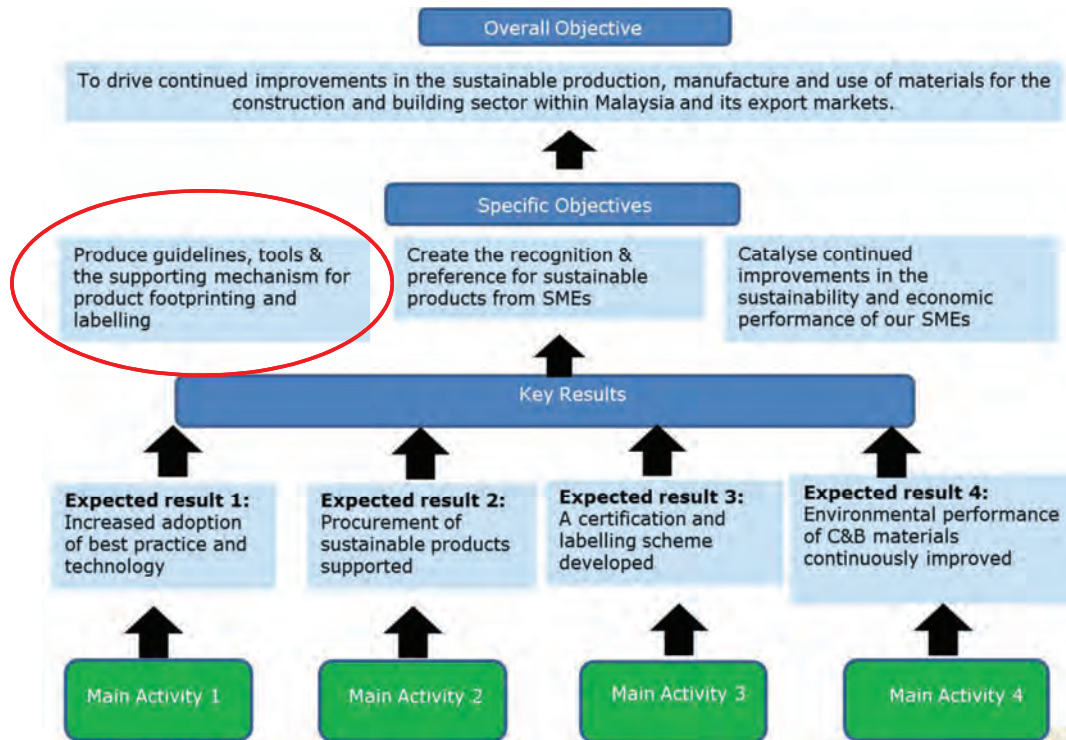 Overall Objective
To drive continued improvements in the sustainable production, manufacture and use of materials for the
construction and building sector within Malaysia and its export markets.
Specific Objectives
Produce guidelines, tools &
the supporting mechanism for
product footprinting and
labelling
Create the recognition &
preference for sustainable
products from SMEs
Catalyse continued
improvements in the
sustainability and economic
performance of our SMEs
Key Results
Expected result 1:
Increased adoption
of best practice and
technology
Expected result 2:
Procurement of
sustainable products
supported
Expected result 3:
A certification and
labelling scheme
developed
Expected result 4:
Environmental performance
of C&B materials
continuously improved
Main Activity 1
Main Activity 2
Main Activity 3
Main Activity 4